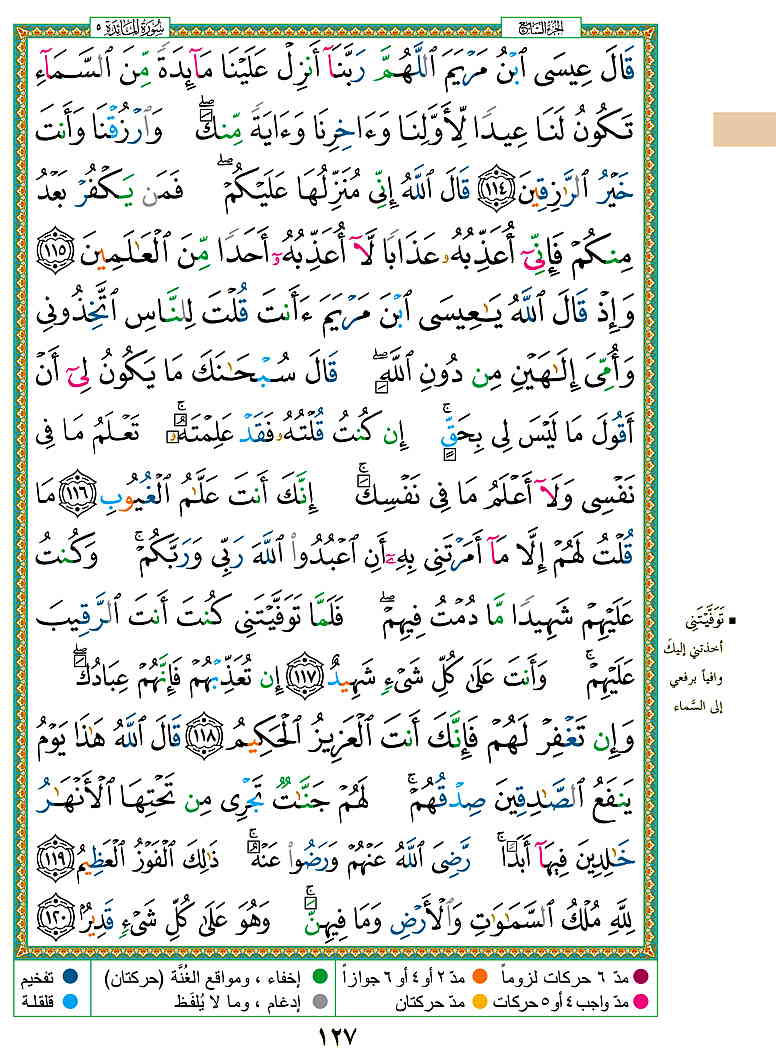 الجزء السابع
سُورَةُ المَائدة ٥
قَالَ عِيسَى ٱبْنُ مَرْيَمَ ٱللَّهُمَّ رَبَّنَآ أَنزِلْ عَلَيْنَا مَآئِدَةً مِّنَ ٱلسَّمَآءِ
تَكُونُ لَنَا عِيدًا لِّأَوَّلِنَا وَءَاخِرِنَا وَءَايَةً مِّنكَ ۖ وَٱرْزُقْنَا وَأَنتَ
خَيْرُ ٱلرَّٰزِقِينَ ١١٤ قَالَ ٱللَّهُ إِنِّى مُنَزِّلُهَا عَلَيْكُمْ ۖ فَمَن يَكْفُرْ بَعْدُ
مِنكُمْ فَإِنِّىٓ أُعَذِّبُهُۥ عَذَابًا لَّآ أُعَذِّبُهُۥٓ أَحَدًا مِّنَ ٱلْعَٰلَمِينَ ١١٥
وَإِذْ قَالَ ٱللَّهُ يَٰعِيسَى ٱبْنَ مَرْيَمَ ءَأَنتَ قُلْتَ لِلنَّاسِ ٱتَّخِذُونِى
وَأُمِّىَ إِلَٰهَيْنِ مِن دُونِ ٱللَّهِ ۖ قَالَ سُبْحَٰنَكَ مَا يَكُونُ لِىٓ أَنْ
أَقُولَ مَا لَيْسَ لِى بِحَقٍّ ۚ إِن كُنتُ قُلْتُهُۥ فَقَدْ عَلِمْتَهُۥ ۚ تَعْلَمُ مَا فِى
نَفْسِى وَلَآ أَعْلَمُ مَا فِى نَفْسِكَ ۚ إِنَّكَ أَنتَ عَلَّٰمُ ٱلْغُيُوبِ ١١٦ مَا
قُلْتُ لَهُمْ إِلَّا مَآ أَمَرْتَنِى بِهِۦٓ أَنِ ٱعْبُدُوا۟ ٱللَّهَ رَبِّى وَرَبَّكُمْ ۚ وَكُنتُ
عَلَيْهِمْ شَهِيدًا مَّا دُمْتُ فِيهِمْ ۖ فَلَمَّا تَوَفَّيْتَنِى كُنتَ أَنتَ ٱلرَّقِيبَ
عَلَيْهِمْ ۚ وَأَنتَ عَلَىٰ كُلِّ شَىْءٍ شَهِيدٌ ١١٧ إِن تُعَذِّبْهُمْ فَإِنَّهُمْ عِبَادُكَ ۖ
وَإِن تَغْفِرْ لَهُمْ فَإِنَّكَ أَنتَ ٱلْعَزِيزُ ٱلْحَكِيمُ ١١٨ قَالَ ٱللَّهُ هَٰذَا يَوْمُ
يَنفَعُ ٱلصَّٰدِقِينَ صِدْقُهُمْ ۚ لَهُمْ جَنَّٰتٌ تَجْرِى مِن تَحْتِهَا ٱلْأَنْهَٰرُ
خَٰلِدِينَ فِيهَآ أَبَدًا ۚ رَّضِىَ ٱللَّهُ عَنْهُمْ وَرَضُوا۟ عَنْهُ ۚ ذَٰلِكَ ٱلْفَوْزُ ٱلْعَظِيمُ ١١٩
لِلَّهِ مُلْكُ ٱلسَّمَٰوَٰتِ وَٱلْأَرْضِ وَمَا فِيهِنَّ ۚ وَهُوَ عَلَىٰ كُلِّ شَىْءٍ قَدِيرٌۢ ١٢٠
▪ تَوَفَّيْتَنِى
أخذتني إليكَ
وافياً برفعي
إلى السَّماء
● مدّ ٦ حركات لزوماً ● مدّ ٢ أو ٤ أو ٦ جوازاً ● إخفاء ، ومواقع الغُنَّة (حركتان) ● تفخيم
● مدّ واجب ٤ أو ٥ حركات ● مدّ حركتان ● إدغام ، وما لا يُلفَظ ● قلقلة
١٢٧